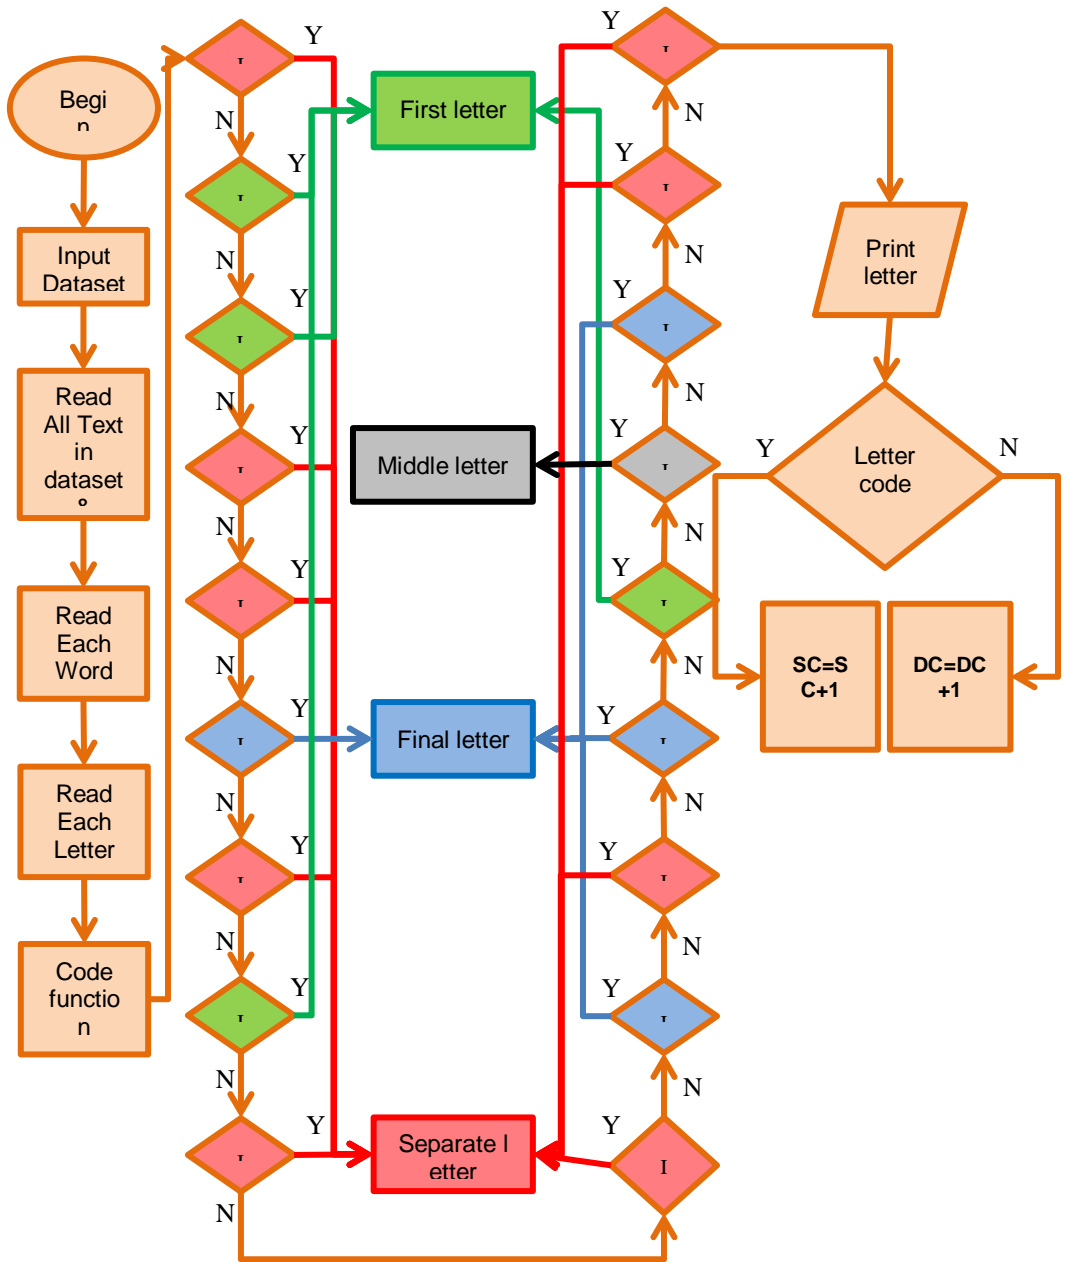 Begi
n
Input
Dataset
Read
All Text
in
dataset
Read
Each
Word
Read
Each
Letter
Code
functio
n
Y
N
Y
N
Y
N
Y
N
Y
N
Y
N
Y
N
Y
N
Y
N
First letter
Middle letter
Final letter
Separate l
etter
Y
N
Y
N
Y
N
Y
N
Y
N
Y
N
Y
N
Y
N
Y
I
Print
letter
Letter
code
Y
N
SC=S
C+1
DC=DC
+1